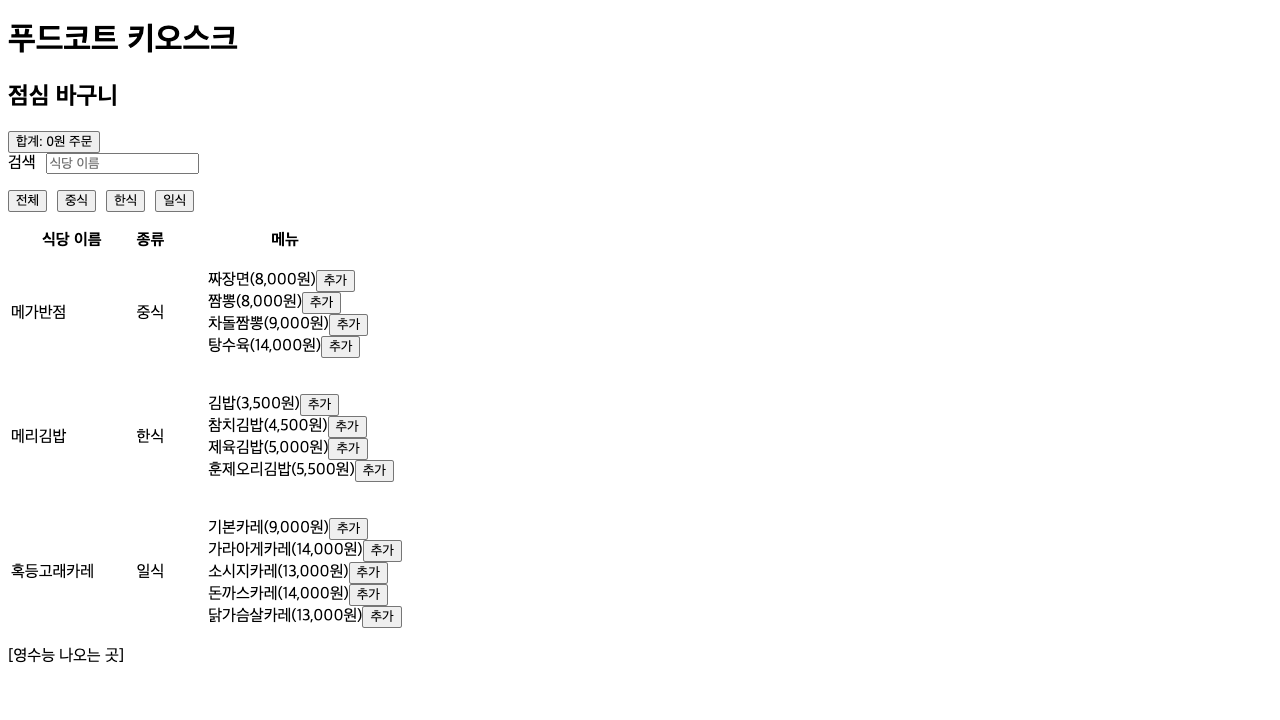 푸드코트 키오스크
점심 바구니
합계: 0원 주문
검색 식당 이름
전체 중식 한식 일식
식당 이름 종류 메뉴
메가반점 중식
짜장면(8,000원) 추가
짬뽕(8,000원) 추가
차돌짬뽕(9,000원) 추가
탕수육(14,000원) 추가
메리김밥 한식
김밥(3,500원) 추가
참치김밥(4,500원) 추가
제육김밥(5,000원) 추가
훈제오리김밥(5,500원) 추가
혹등고래카레 일식
기본카레(9,000원) 추가
가라아게카레(14,000원) 추가
소시지카레(13,000원) 추가
돈까스카레(14,000원) 추가
닭가슴살카레(13,000원) 추가
[영수능 나오는 곳]